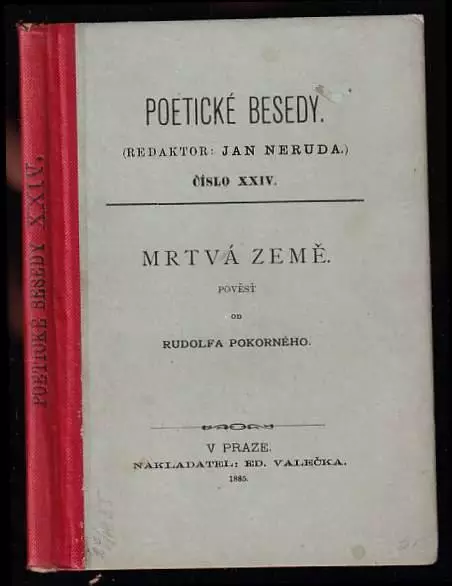 POETICKÉ BESEDY XXIV.
POETICKÉ BESEDY.
(REDAKTOR: JAN NERUDA.)
ČÍSLO XXIV.
MRTVÁ ZEMĚ.
POVĚSŤ
OD
RUDOLFA POKORNÉHO.
V PRAZE.
NAKLADATEL: ED. VALEČKA.
1885.